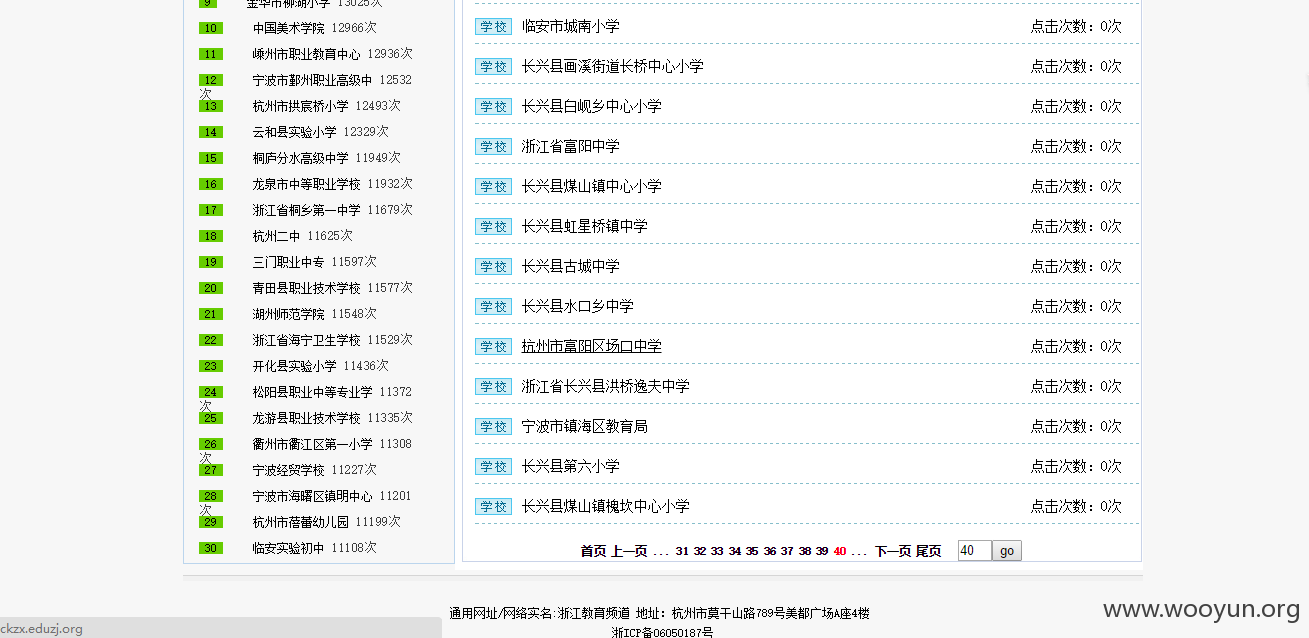 9 金华市柳湖小学 13025次
10 中国美术学院 12966次
11 嵊州市职业教育中心 12936次
12 宁波市鄞州职业高级中 12532
次
13 杭州市拱宸桥小学 12493次
14 云和县实验小学 12329次
15 桐庐分水高级中学 11949次
16 龙泉市中等职业学校 11932次
17 浙江省桐乡第一中学 11679次
18 杭州二中 11625次
19 三门职业中专 11597次
20 青田县职业技术学校 11577次
21 湖州师范学院 11548次
22 浙江省海宁卫生学校 11529次
23 开化县实验小学 11436次
24 松阳县职业中等专业学 11372
次
25 龙游县职业技术学校 11335次
26 衢州市衢江区第一小学 11308
次
27 宁波经贸学校 11227次
28 宁波市海曙区镇明中心 11201
次
29 杭州市蓓蕾幼儿园 11199次
30 临安实验初中 11108次
学校 临安市城南小学 点击次数：0次
学校 长兴县画溪街道长桥中心小学 点击次数：0次
学校 长兴县白岘乡中心小学 点击次数：0次
学校 浙江省富阳中学 点击次数：0次
学校 长兴县煤山镇中心小学 点击次数：0次
学校 长兴县虹星桥镇中学 点击次数：0次
学校 长兴县古城中学 点击次数：0次
学校 长兴县水口乡中学 点击次数：0次
学校 杭州市富阳区场口中学 点击次数：0次
学校 浙江省长兴县洪桥逸夫中学 点击次数：0次
学校 宁波市镇海区教育局 点击次数：0次
学校 长兴县第六小学 点击次数：0次
学校 长兴县煤山镇槐坎中心小学 点击次数：0次
首页 上一页 ... 31 32 33 34 35 36 37 38 39 40 ... 下一页 尾页 40 go
通用网址/网络实名:浙江教育频道 地址：杭州市莫干山路789号美都广场A座4楼
浙ICP备06050187号
ckzx.eduzj.org
www.wooyun.org